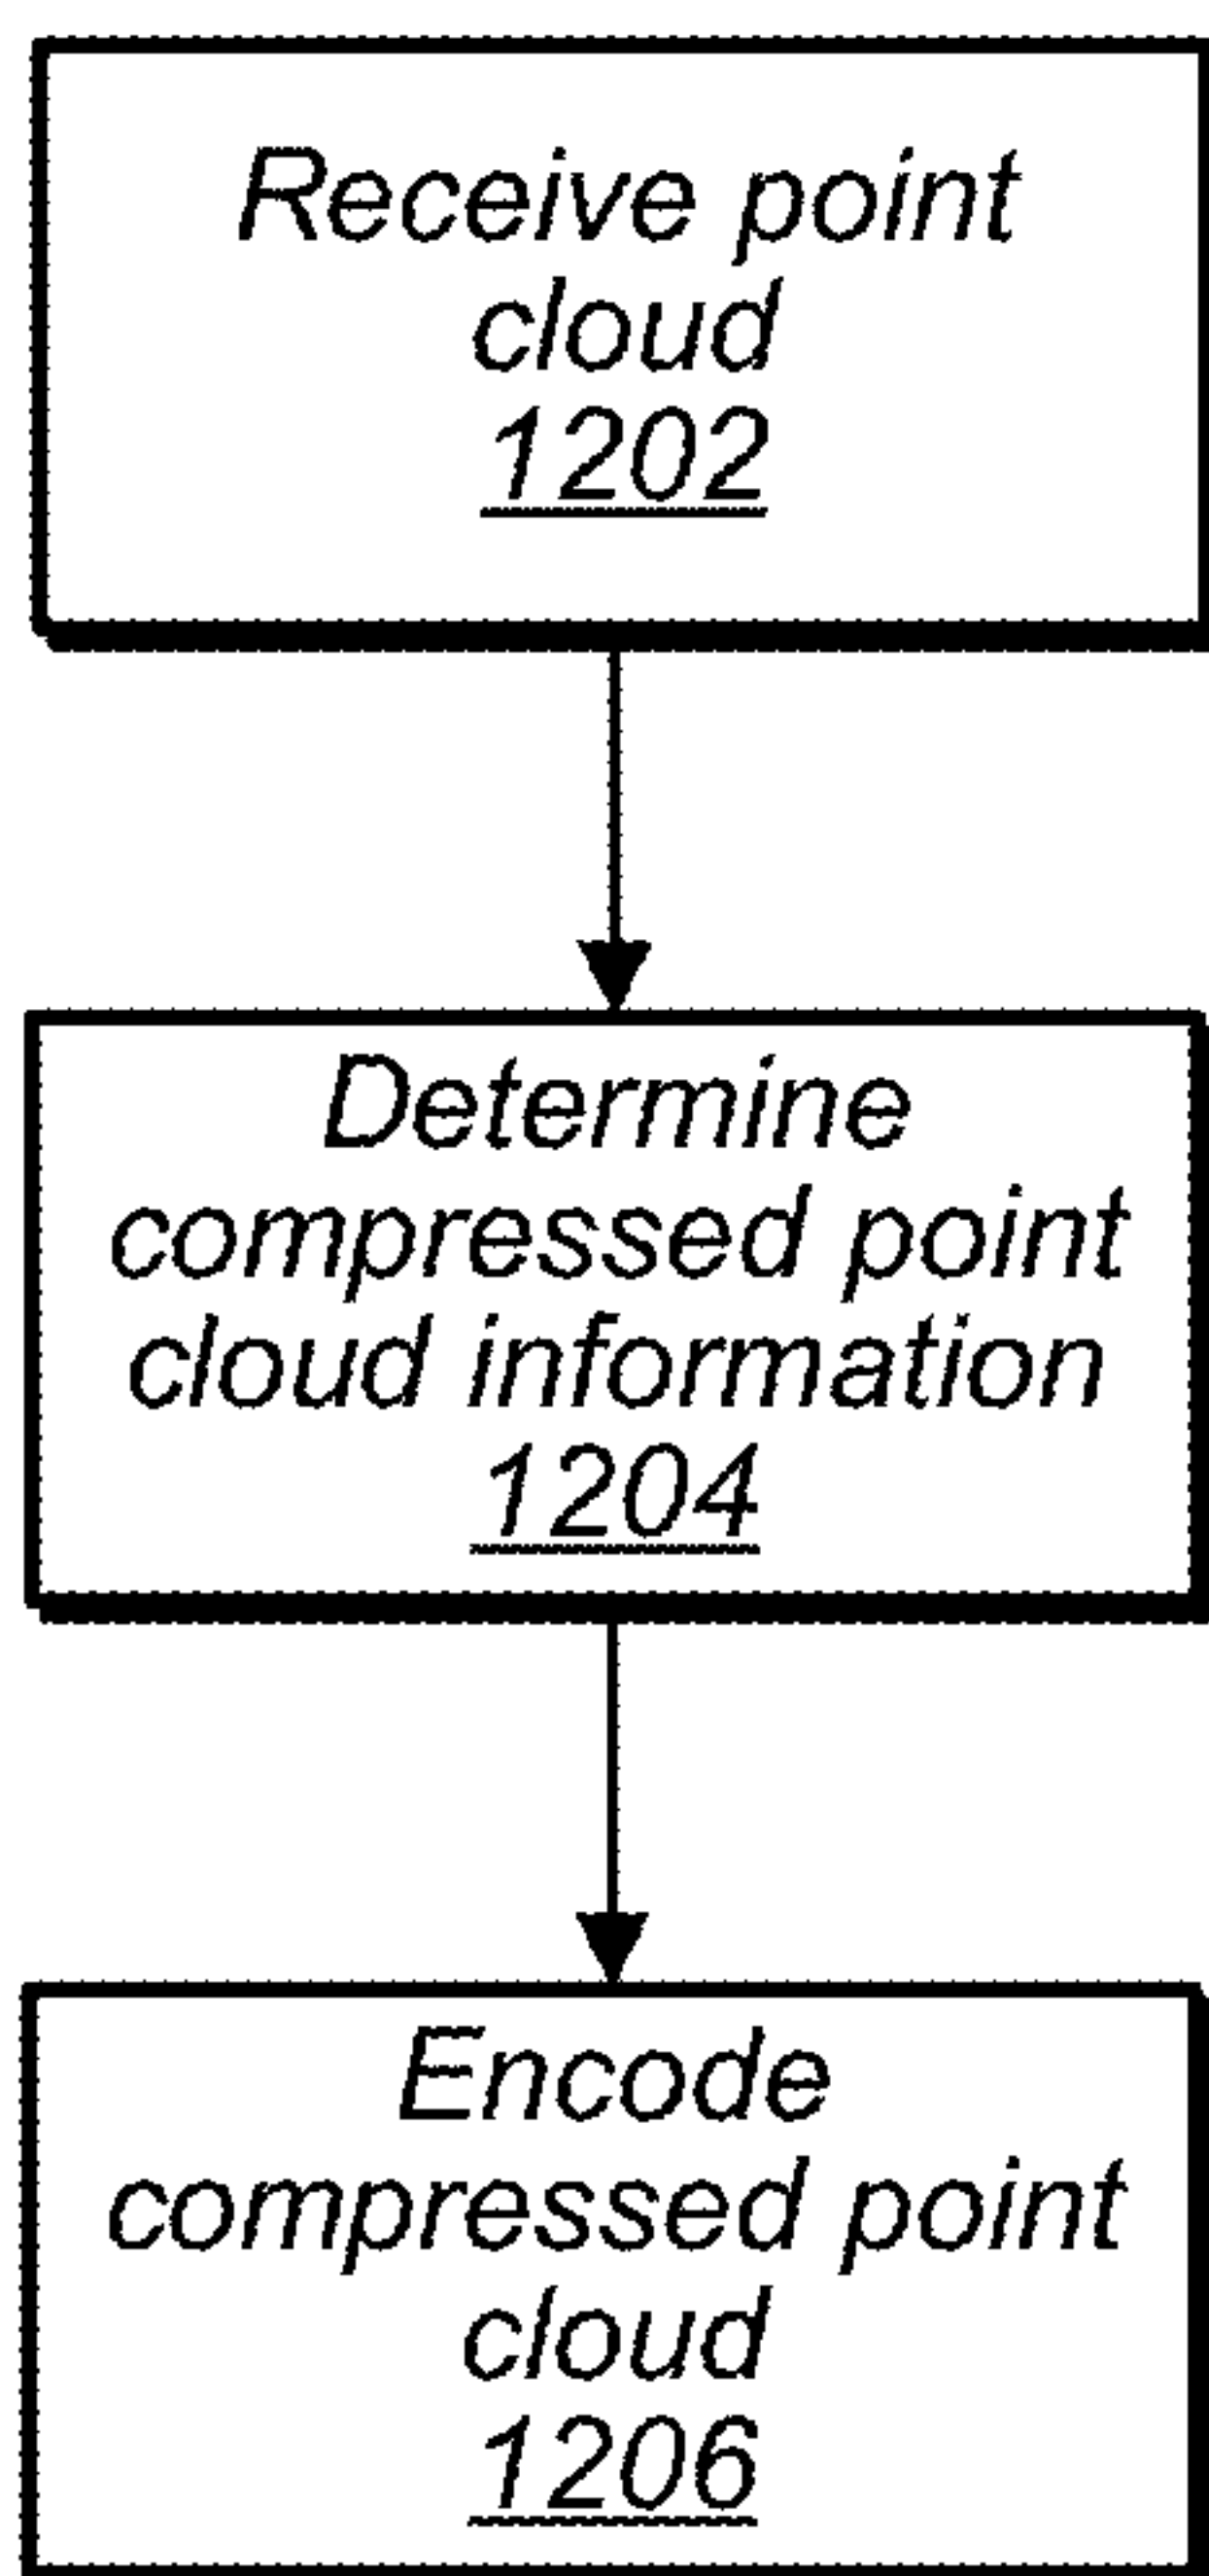 Receive point
cloud
1202
Determine
compressed point
cloud information
1204
Encode
compressed point
cloud
1206